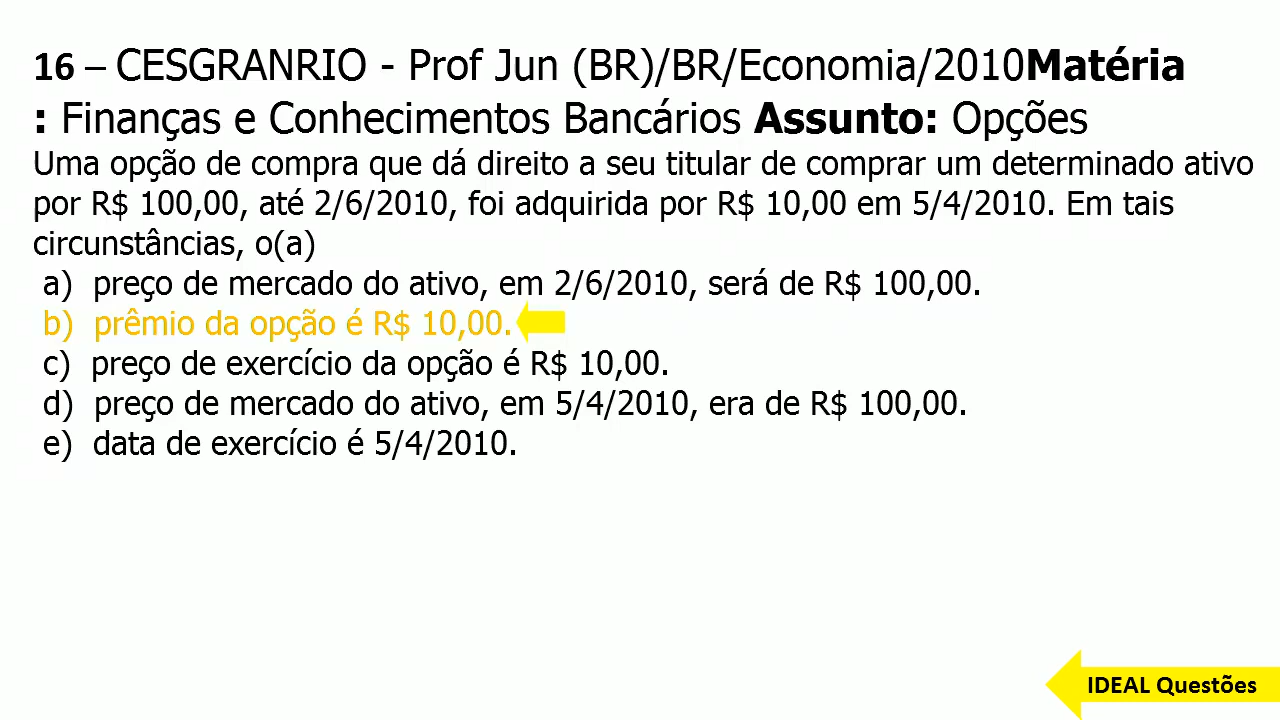 16 – CESGRANRIO - Prof Jun (BR)/BR/Economia/2010Matéria
: Finanças e Conhecimentos Bancários Assunto: Opções
Uma opção de compra que dá direito a seu titular de comprar um determinado ativo
por R$ 100,00, até 2/6/2010, foi adquirida por R$ 10,00 em 5/4/2010. Em tais
circunstâncias, o(a)
a) preço de mercado do ativo, em 2/6/2010, será de R$ 100,00.
b) prêmio da opção é R$ 10,00.
c) preço de exercício da opção é R$ 10,00.
d) preço de mercado do ativo, em 5/4/2010, era de R$ 100,00.
e) data de exercício é 5/4/2010.
IDEAL Questões